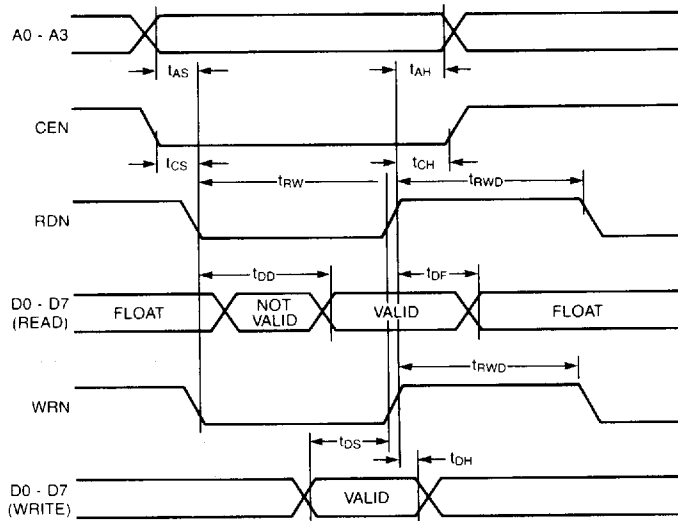 A0 - A3
tAS
tAH
CEN
tCS
tCH
tRW
tRWD
RDN
tDD
tDF
D0 - D7
(READ)
FLOAT
NOT
VALID
VALID
FLOAT
tRWD
WRN
tDS
tDH
D0 - D7
(WRITE)
VALID